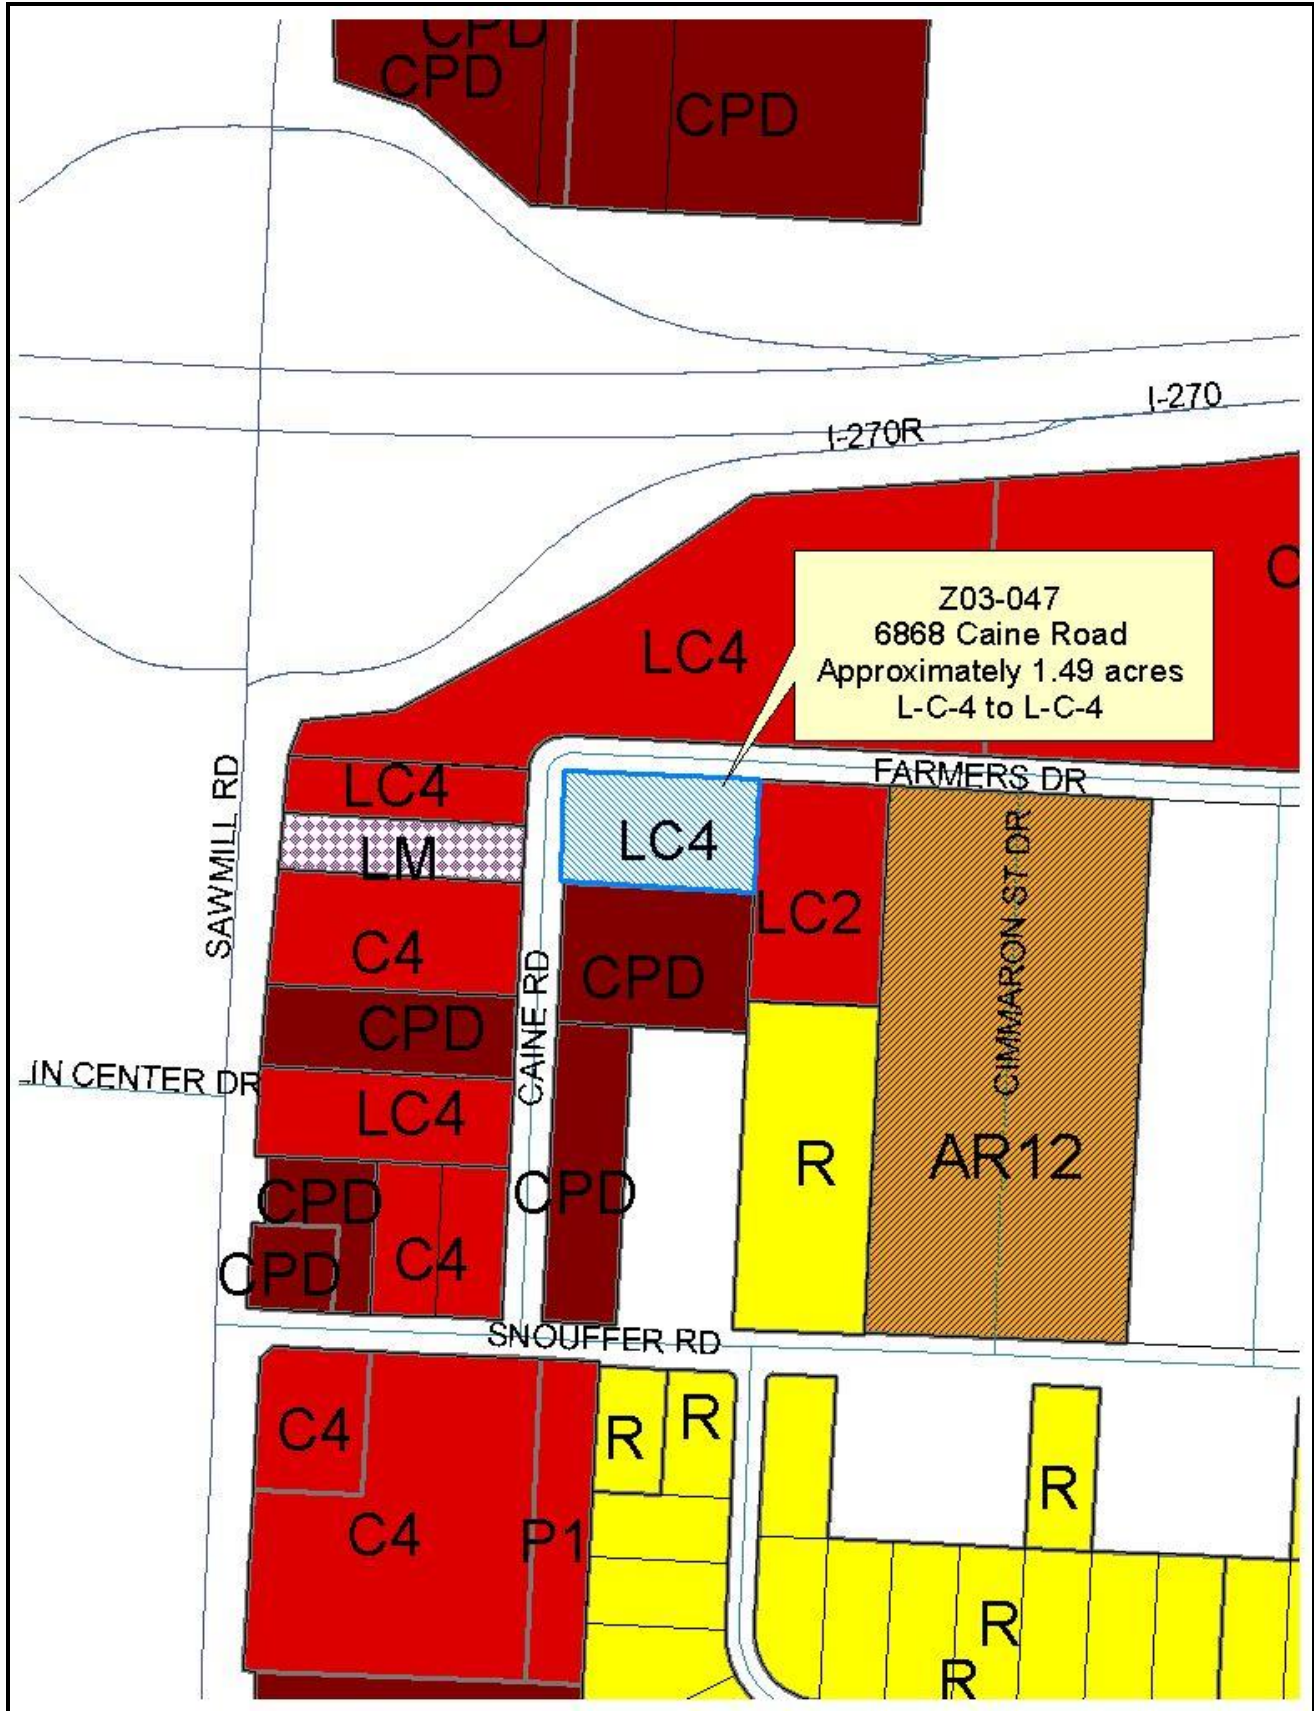 CPD
CPD
CPD
I-270
I-270R
C
Z03-047
6868 Caine Road
Approximately 1.49 acres
L-C-4 to L-C-4
LC4
FARMERS DR
LC4
LC4
LM
SAWMILL RD
LC2
C4
CPD
CAINE RD
CIMMARON ST DR
CPD
IN CENTER DR
LC4
R
AR12
CPD
CPD
C4
CPD
SNOUFFER RD
C4
R
R
R
C4
P1
R
R